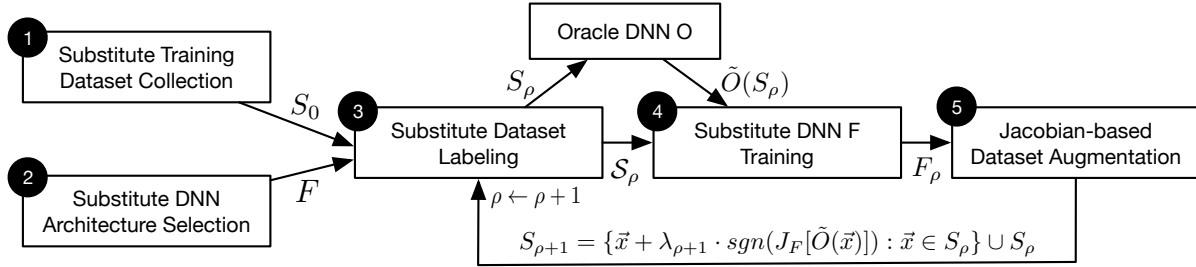 1
Substitute Training
Dataset Collection
2
Substitute DNN
Architecture Selection
S₀
F
3
Substitute Dataset
Labeling
S_ρ
Oracle DNN O
Õ(S_ρ)
𝒮_ρ
4
Substitute DNN F
Training
F_ρ
5
Jacobian-based
Dataset Augmentation
ρ ← ρ + 1
S_{ρ+1} = {x⃗ + λ_{ρ+1} · sgn(J_F[Õ(x⃗)]) : x⃗ ∈ S_ρ} ∪ S_ρ